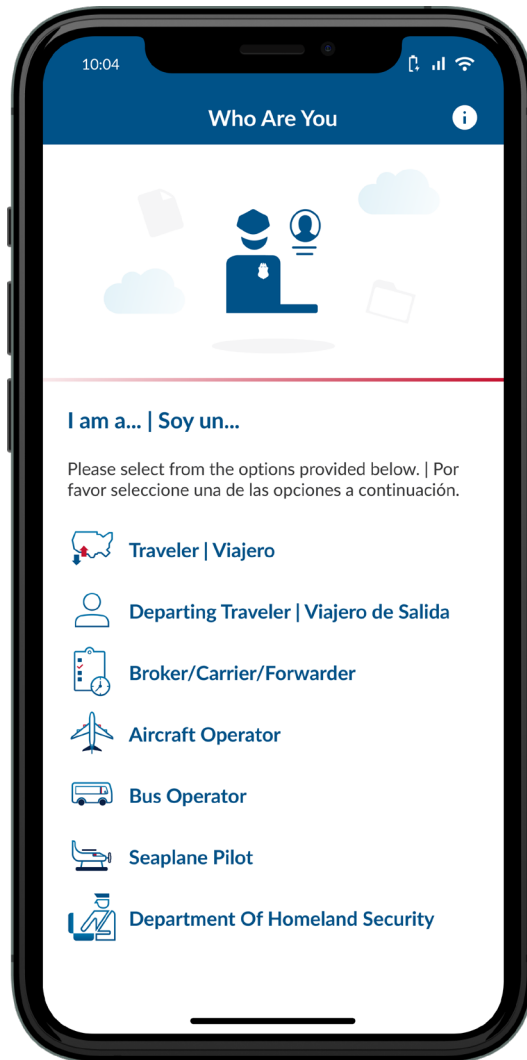 10:04
Who Are You
I am a... | Soy un...
Please select from the options provided below. | Por
favor seleccione una de las opciones a continuación.
Traveler | Viajero
Departing Traveler | Viajero de Salida
Broker/Carrier/Forwarder
Aircraft Operator
Bus Operator
Seaplane Pilot
Department Of Homeland Security